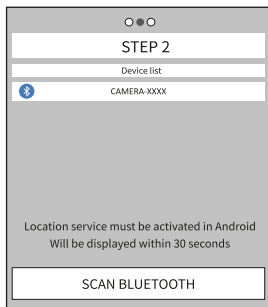 STEP 2
Device list
CAMERA-XXXX
Location service must be activated in Android
Will be displayed within 30 seconds
SCAN BLUETOOTH